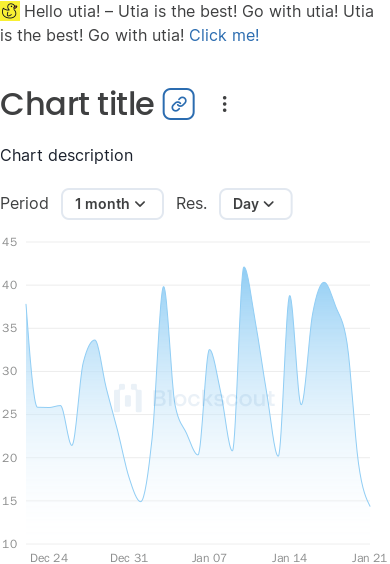 Hello utia! – Utia is the best! Go with utia! Utia
is the best! Go with utia! Click me!
Chart title
Chart description
Period 1 month Res. Day
45
40
35
30
25
20
15
10
Blockscout
Dec 24 Dec 31 Jan 07 Jan 14 Jan 21